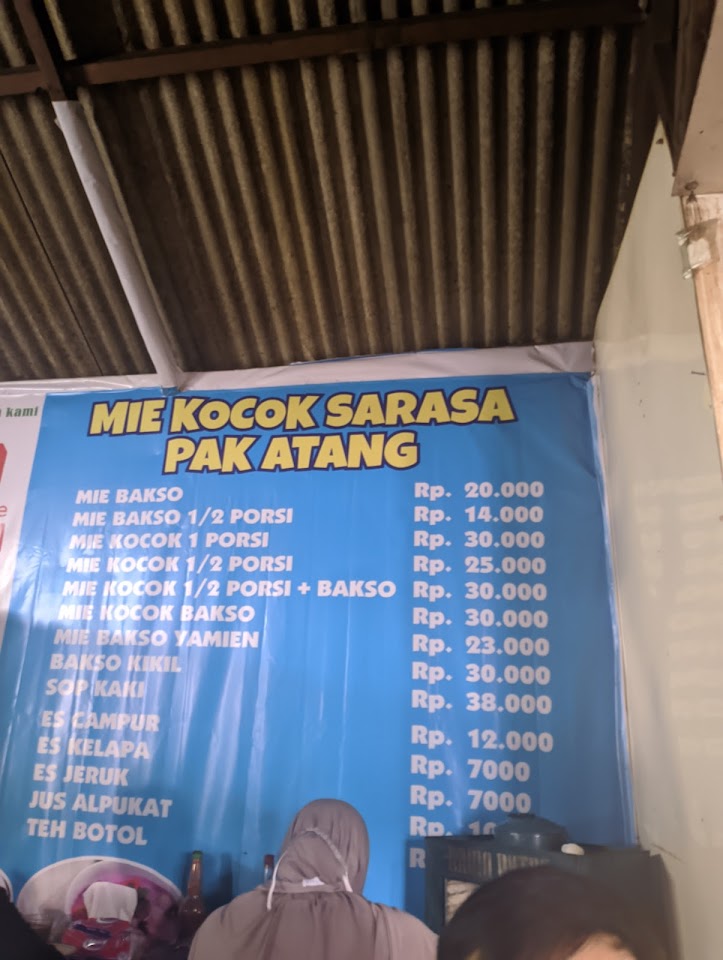 kami
MIE KOCOK SARASA
PAK ATANG
MIE BAKSO Rp. 20.000
MIE BAKSO 1/2 PORSI Rp. 14.000
MIE KOCOK 1 PORSI Rp. 30.000
MIE KOCOK 1/2 PORSI Rp. 25.000
MIE KOCOK 1/2 PORSI + BAKSO Rp. 30.000
MIE KOCOK BAKSO Rp. 30.000
MIE BAKSO YAMIEN Rp. 23.000
BAKSO KIKIL Rp. 30.000
SOP KAKI Rp. 38.000
ES CAMPUR Rp. 12.000
ES KELAPA Rp. 7000
ES JERUK Rp. 7000
JUS ALPUKAT Rp.
TEH BOTOL